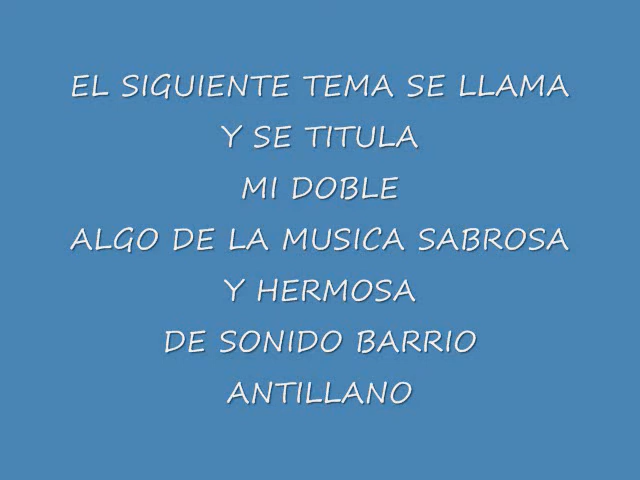 EL SIGUIENTE TEMA SE LLAMA
Y SE TITULA
MI DOBLE
ALGO DE LA MUSICA SABROSA
Y HERMOSA
DE SONIDO BARRIO
ANTILLANO